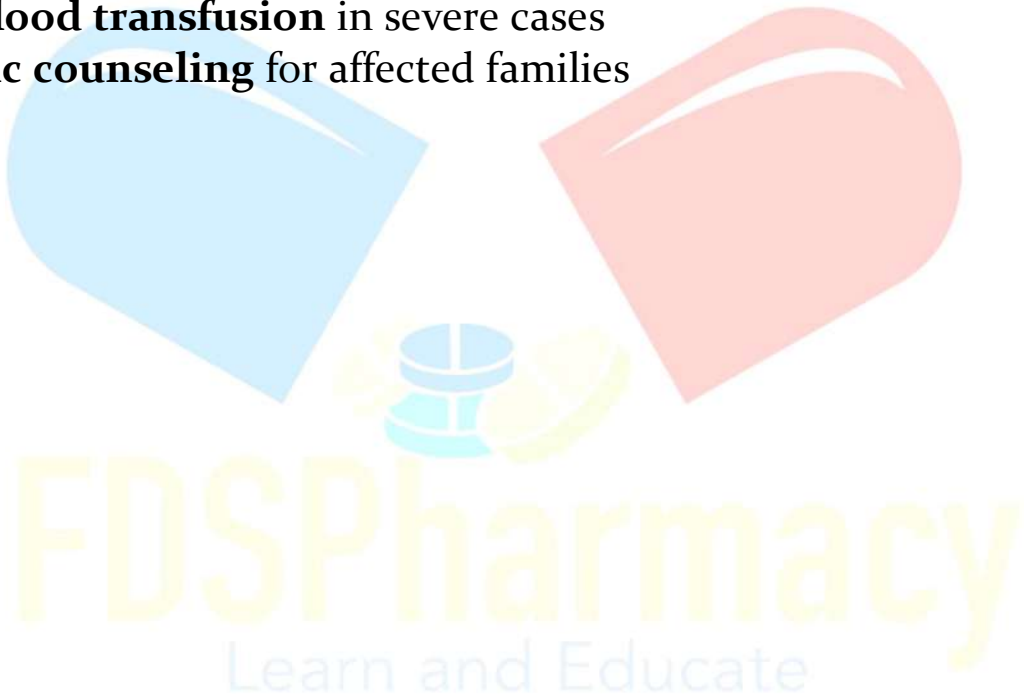 lood transfusion in severe cases
c counseling for affected families
FDSPharmacy
Learn and Educate